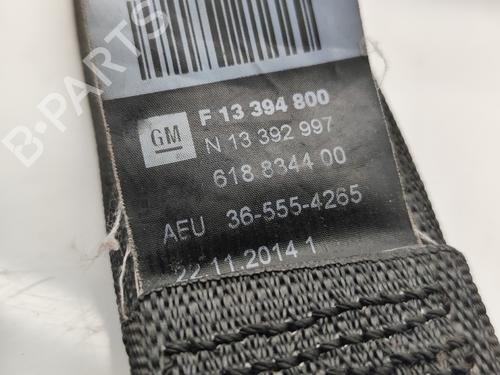 B-PARTS
F 13 394 800
GM
N 13 392 997
618 8344 00
AEU 36-555-4265
22.11.2014 1